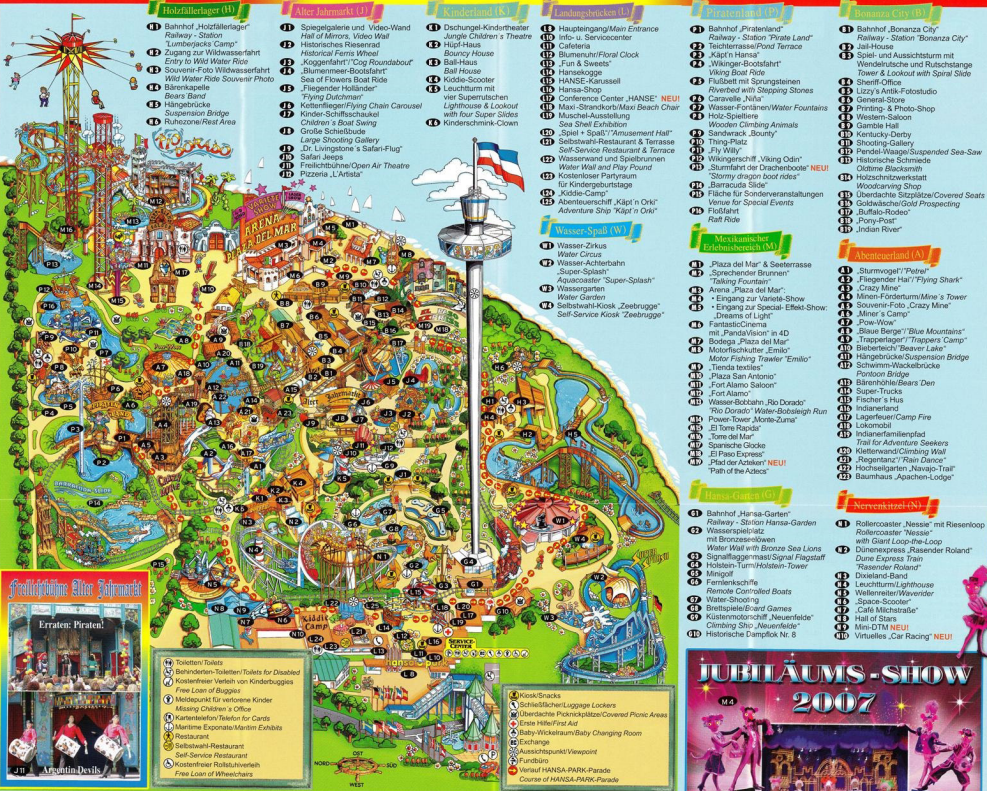 Holzfällerlager (H)
H1 Bahnhof „Holzfällerlager"
Railway - Station
"Lumberjacks Camp"
H2 Zugang zur Wildwasserfahrt
Entry to Wild Water Ride
H3 Souvenir-Foto Wildwasserfahrt
Wild Water Ride Souvenir Photo
H4 Bärenkapelle
Bears' Band
H5 Hängebrücke
Suspension Bridge
H6 Ruhezone/Rest Area
Alter Jahrmarkt (J)
J1 Spiegelgalerie und Video-Wand
Hall of Mirrors, Video Wall
J2 Historisches Riesenrad
Historical Ferris Wheel
J3 „Koggenfahrt"/"Cog Roundabout"
J4 „Blumenmeer-Bootsfahrt"
Sea of Flowers Boat Ride
J5 „Fliegender Holländer"
"Flying Dutchman"
J6 Kettenflieger/Flying Chain Carousel
J7 Kinder-Schiffsschaukel
Children´s Boat Swing
J8 Große Schießbude
Large Shooting Gallery
J9 „Dr. Livingstone´s Safari-Flug"
J10 Safari Jeeps
J11 Freilichtbühne/Open Air Theatre
J12 Pizzeria „L'Artista"
Kinderland (K)
K1 Dschungel-Kindertheater
Jungle Children´s Theatre
K2 Hüpf-Haus
Bouncy House
K3 Ball-Haus
Ball House
K4 Kiddie-Scooter
K5 Leuchtturm mit
vier Superrutschen
Lighthouse & Lookout
with four Super Slides
K6 Kinderschmink-Clown
Landungsbrücken (L)
L8 Haupteingang/Main Entrance
L10 Info- u. Servicecenter
L11 Cafeteria
L12 Blumenuhr/Floral Clock
L13 „Fun & Sweets"
L14 Hansekogge
L15 HANSE-Karussell
L16 Hansa-Shop
L17 Conference Center „HANSE" NEU!
L18 Maxi-Strandkorb/Maxi Beach Chair
L19 Muschel-Ausstellung
Sea Shell Exhibition
L20 „Spiel + Spaß"/"Amusement Hall"
L21 Selbstwahl-Restaurant & Terrasse
Self-Service Restaurant & Terrace
L22 Wasserwand und Spielbrunnen
Water Wall and Play Pound
L23 Kostenloser Partyraum
für Kindergeburtstage
L24 „Kiddie-Camp"
L25 Abenteuerschiff „Käpt´n Orki"
Adventure Ship "Käpt´n Orki"
Wasser-Spaß (W)
W1 Wasser-Zirkus
Water Circus
W2 Wasser-Achterbahn
„Super-Splash"
Aquacoaster "Super-Splash"
W3 Wassergarten
Water Garden
W4 Selbstwahl-Kiosk „Zeebrugge"
Self-Service Kiosk "Zeebrugge"
Piratenland (P)
P1 Bahnhof „Piratenland"
Railway - Station "Pirate Land"
P2 Teichterrasse/Pond Terrace
P3 „Käpt'n Hansa"
P4 „Wikinger-Bootsfahrt"
Viking Boat Ride
P5 Flußbett mit Sprungsteinen
Riverbed with Stepping Stones
P6 Caravelle „Niña"
P7 Wasser-Fontänen/Water Fountains
P8 Holz-Spieltiere
Wooden Climbing Animals
P9 Sandwrack „Bounty"
P10 Thing-Platz
P11 „Fly Willy"
P12 Wikingerschiff „Viking Odin"
P13 „Sturmfahrt der Drachenboote" NEU!
"Stormy dragon boot rides"
P14 „Barracuda Slide"
P15 Fläche für Sonderveranstaltungen
Venue for Special Events
P16 Floßfahrt
Raft Ride
Mexikanischer
Erlebnisbereich (M)
M1 „Plaza del Mar" & Seeterrasse
M2 „Sprechender Brunnen"
"Talking Fountain"
M3 Arena „Plaza del Mar":
M4 • Eingang zur Varieté-Show
M5 • Eingang zur Special- Effekt-Show:
„Dreams of Light"
M6 FantasticCinema
mit „PandaVision" in 4D
M7 Bodega „Plaza del Mar"
M8 Motorfischkutter „Emilio"
Motor Fishing Trawler "Emilio"
M9 „Tienda textiles"
M10 „Plaza San Antonio"
M11 „Fort Alamo Saloon"
M12 „Fort Alamo"
M13 Wasser-Bobbahn „Rio Dorado"
"Rio Dorado" Water-Bobsleigh Run
M14 Power-Tower „Monte-Zuma"
M15 „El Torre Rapida"
M16 „Torre del Mar"
M17 Spanische Glocke
M18 „El Paso Express"
M19 „Pfad der Azteken" NEU!
"Path of the Aztecs"
Hansa-Garten (G)
G1 Bahnhof „Hansa-Garten"
Railway - Station Hansa-Garden
G2 Wasserspielplatz
mit Bronzeseelöwen
Water Wall with Bronze Sea Lions
G3 Signalflaggenmast/Signal Flagstaff
G4 Holstein-Turm/Holstein-Tower
G5 Minigolf
G6 Fernlenkschiffe
Remote Controlled Boats
G7 Water-Shooting
G8 Brettspiele/Board Games
G9 Küstenmotorschiff „Neuenfelde"
Climbing Ship „Neuenfelde"
G10 Historische Dampflok Nr. 8
Bonanza City (B)
B1 Bahnhof „Bonanza City"
Railway - Station "Bonanza City"
B2 Jail-House
B3 Spiel- und Aussichtsturm mit
Wendelrutsche und Rutschstange
Tower & Lookout with Spiral Slide
B4 Sheriff-Office
B5 Lizzy's Antik-Fotostudio
B6 General-Store
B7 Printing- & Photo-Shop
B8 Western-Saloon
B9 Gamble Hall
B10 Kentucky-Derby
B11 Shooting-Gallery
B12 Pendel-Waage/Suspended Sea-Saw
B13 Historische Schmiede
Oldtime Blacksmith
B14 Holzschnitzwerkstatt
Woodcarving Shop
B15 Überdachte Sitzplätze/Covered Seats
B16 Goldwäsche/Gold Prospecting
B17 „Buffalo-Rodeo"
B18 „Pony-Post"
B19 „Indian River"
Abenteuerland (A)
A1 „Sturmvogel"/"Petrel"
A2 „Fliegender Hai"/"Flying Shark"
A3 „Crazy Mine"
A4 Minen-Förderturm/Mine´s Tower
A5 Souvenir-Foto „Crazy Mine"
A6 „Miner´s Camp"
A7 „Pow-Wow"
A8 „Blaue Berge"/"Blue Mountains"
A9 „Trapperlager"/"Trappers´Camp"
A10 Biberteich/"Beaver Lake"
A11 Hängebrücke/Suspension Bridge
A12 Schwimm-Wackelbrücke
Pontoon Bridge
A13 Bärenhöhle/Bears´Den
A14 Super-Trucks
A15 Fischer´s Hus
A16 Indianerland
A17 Lagerfeuer/Camp Fire
A18 Lokomobil
A19 Indianerfamilienpfad
Trail for Adventure Seekers
A20 Kletterwand/Climbing Wall
A21 „Regentanz"/"Rain Dance"
A22 Hochseilgarten „Navajo-Trail"
A23 Baumhaus „Apachen-Lodge"
Nervenkitzel (N)
N1 Rollercoaster „Nessie" mit Riesenloop
Rollercoaster "Nessie"
with Giant Loop-the-Loop
N2 Dünenexpress „Rasender Roland"
Dune Express Train
"Rasender Roland"
N3 Dixieland-Band
N4 Leuchtturm/Lighthouse
N5 Wellenreiter/Waverider
N6 „Space-Scooter"
N7 „Café Milchstraße"
N8 Hall of Stars
N9 Mini-DTM NEU!
N10 Virtuelles „Car Racing" NEU!
RIO DORADO
VARIETÉ SHOW
ARENA
PLAZA DEL MAR
Alter Jahrmarkt
BARRACUDA SLIDE
Kiddie
Camp
SERVICE-
CENTER
Hansa-Park
Freilichtbühne Alter Jahrmarkt
Erraten: Piraten!
J 11
Argentin Devils
Toiletten/Toilets
Behinderten-Toiletten/Toilets for Disabled
Kostenfreier Verleih von Kinderbuggies
Free Loan of Buggies
Meldepunkt für verlorene Kinder
Missing Children´s Office
Kartentelefon/Telefon for Cards
Maritime Exponate/Maritim Exhibits
Restaurant
Selbstwahl-Restaurant
Self-Service Restaurant
Kostenfreier Rollstuhlverleih
Free Loan of Wheelchairs
NORD
OST
SÜD
WEST
Kiosk/Snacks
Schließfächer/Luggage Lockers
Überdachte Picknickplätze/Covered Picnic Areas
Erste Hilfe/First Aid
Baby-Wickelraum/Baby Changing Room
Exchange
Aussichtspunkt/Viewpoint
Fundbüro
Verlauf HANSA-PARK-Parade
Course of HANSA-PARK-Parade
JUBILÄUMS-SHOW
2007
M 4